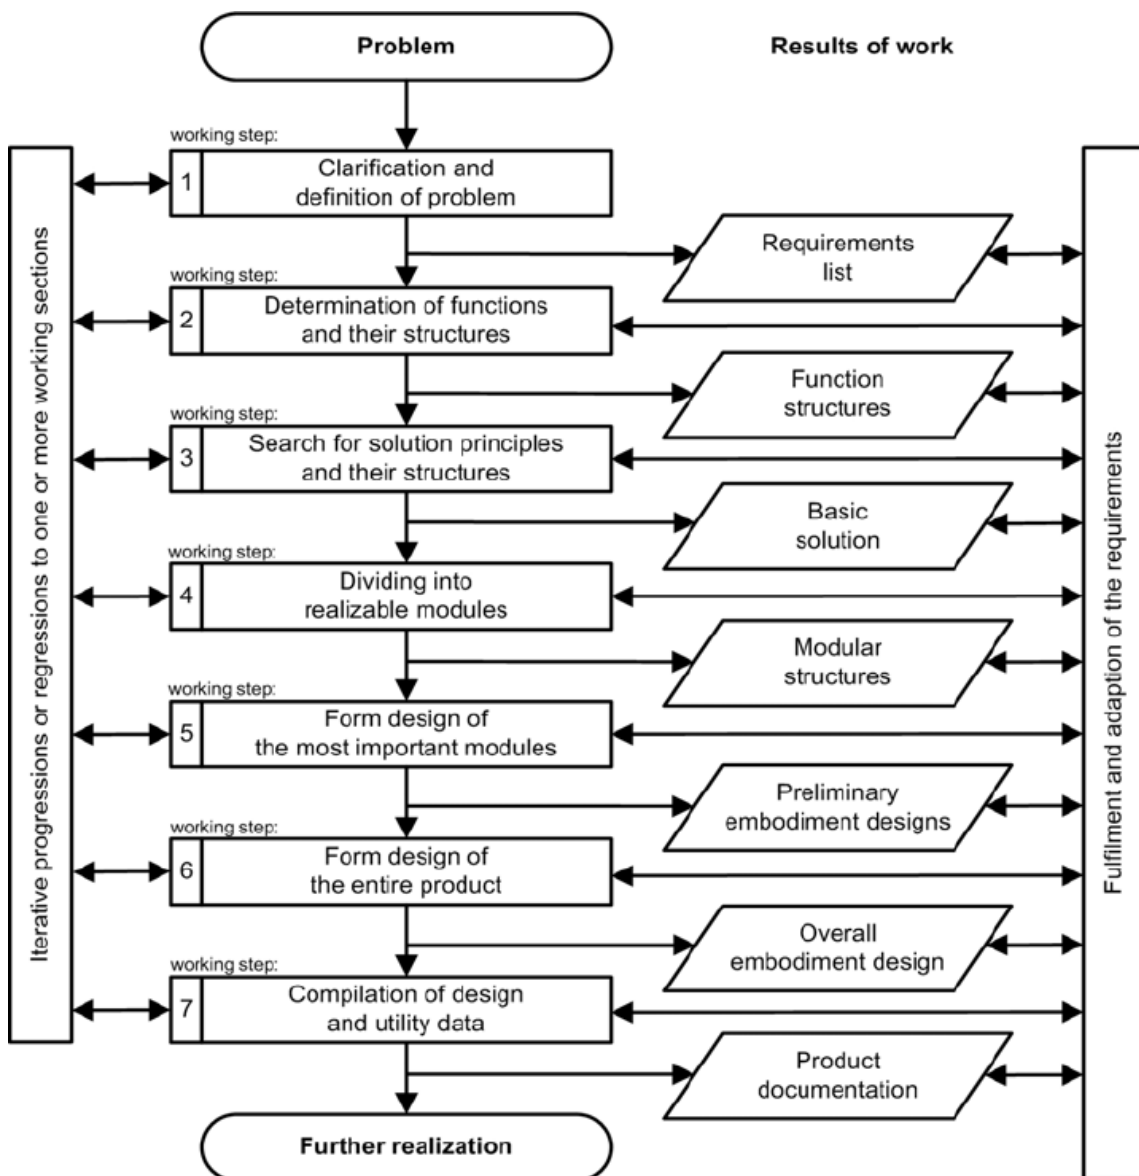 Problem
Results of work
working step:
1
Clarification and
definition of problem
Requirements
list
working step:
2
Determination of functions
and their structures
Function
structures
working step:
3
Search for solution principles
and their structures
Basic
solution
working step:
4
Dividing into
realizable modules
Modular
structures
working step:
5
Form design of
the most important modules
Preliminary
embodiment designs
working step:
6
Form design of
the entire product
Overall
embodiment design
working step:
7
Compilation of design
and utility data
Product
documentation
Further realization
Iterative progressions or regressions to one or more working sections
Fulfilment and adaption of the requirements